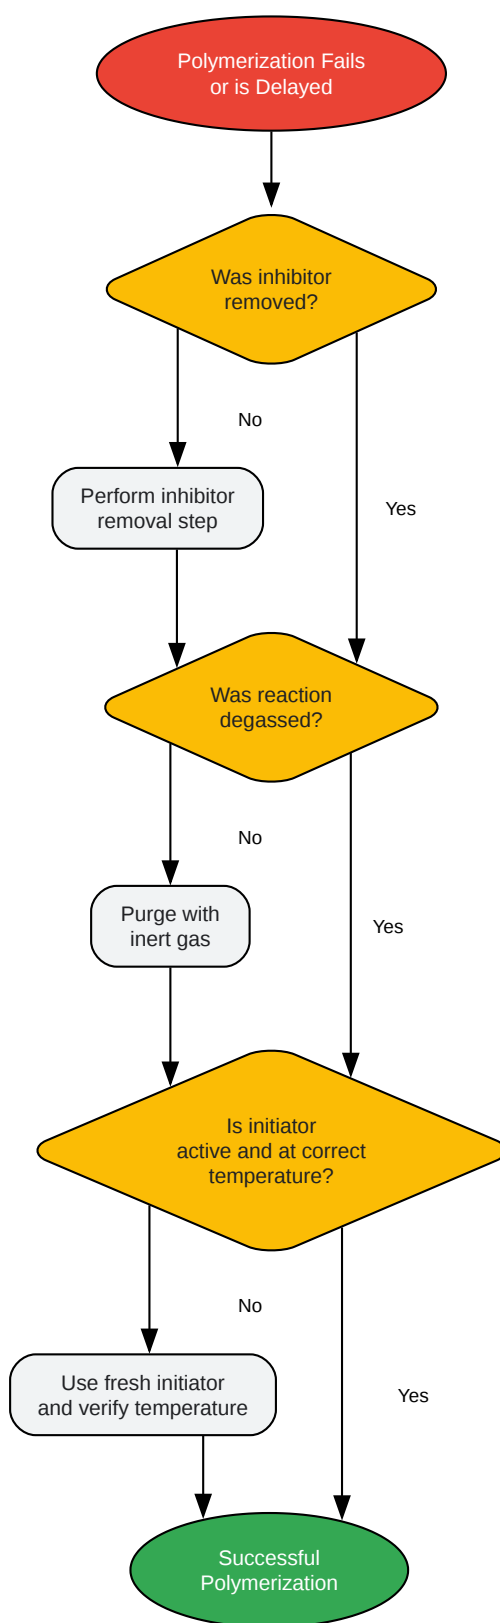 Polymerization Fails
or is Delayed
Was inhibitor
removed?
No
Perform inhibitor
removal step
Yes
Was reaction
degassed?
No
Purge with
inert gas
Yes
Is initiator
active and at correct
temperature?
No
Use fresh initiator
and verify temperature
Yes
Successful
Polymerization